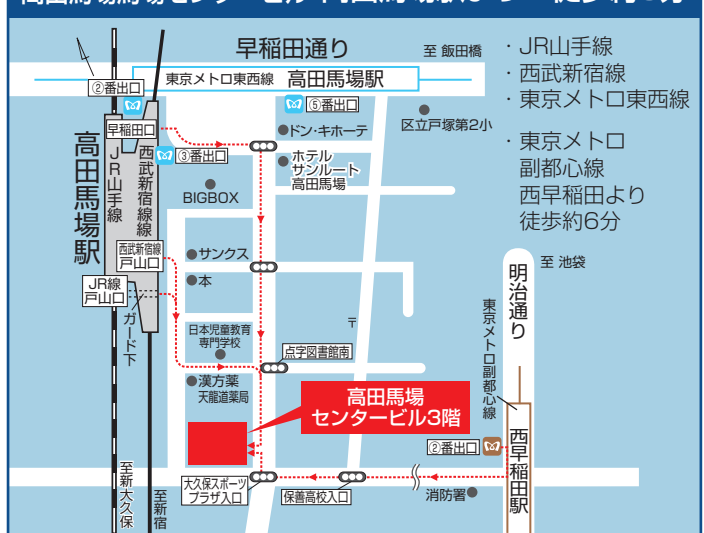 早稲田通り
至 飯田橋
東京メトロ東西線 高田馬場駅
②番出口
⑤番出口
早稲田口
③番出口
ドン・キホーテ
区立戸塚第2小
ホテル
サンルート
高田馬場
BIGBOX
高田馬場駅
JR山手線
西武新宿線
西武新宿線
戸山口
JR線
戸山口
ガード下
サンクス
本
日本児童教育
専門学校
点字図書館南
漢方薬
天龍道薬局
〒
高田馬場
センタービル3階
大久保スポーツ
プラザ入口
保善高校入口
消防署
②番出口
西早稲田駅
東京メトロ副都心線
明治通り
至 池袋
至新大久保
至新宿
・JR山手線
・西武新宿線
・東京メトロ東西線
・東京メトロ
副都心線
西早稲田より
徒歩約6分